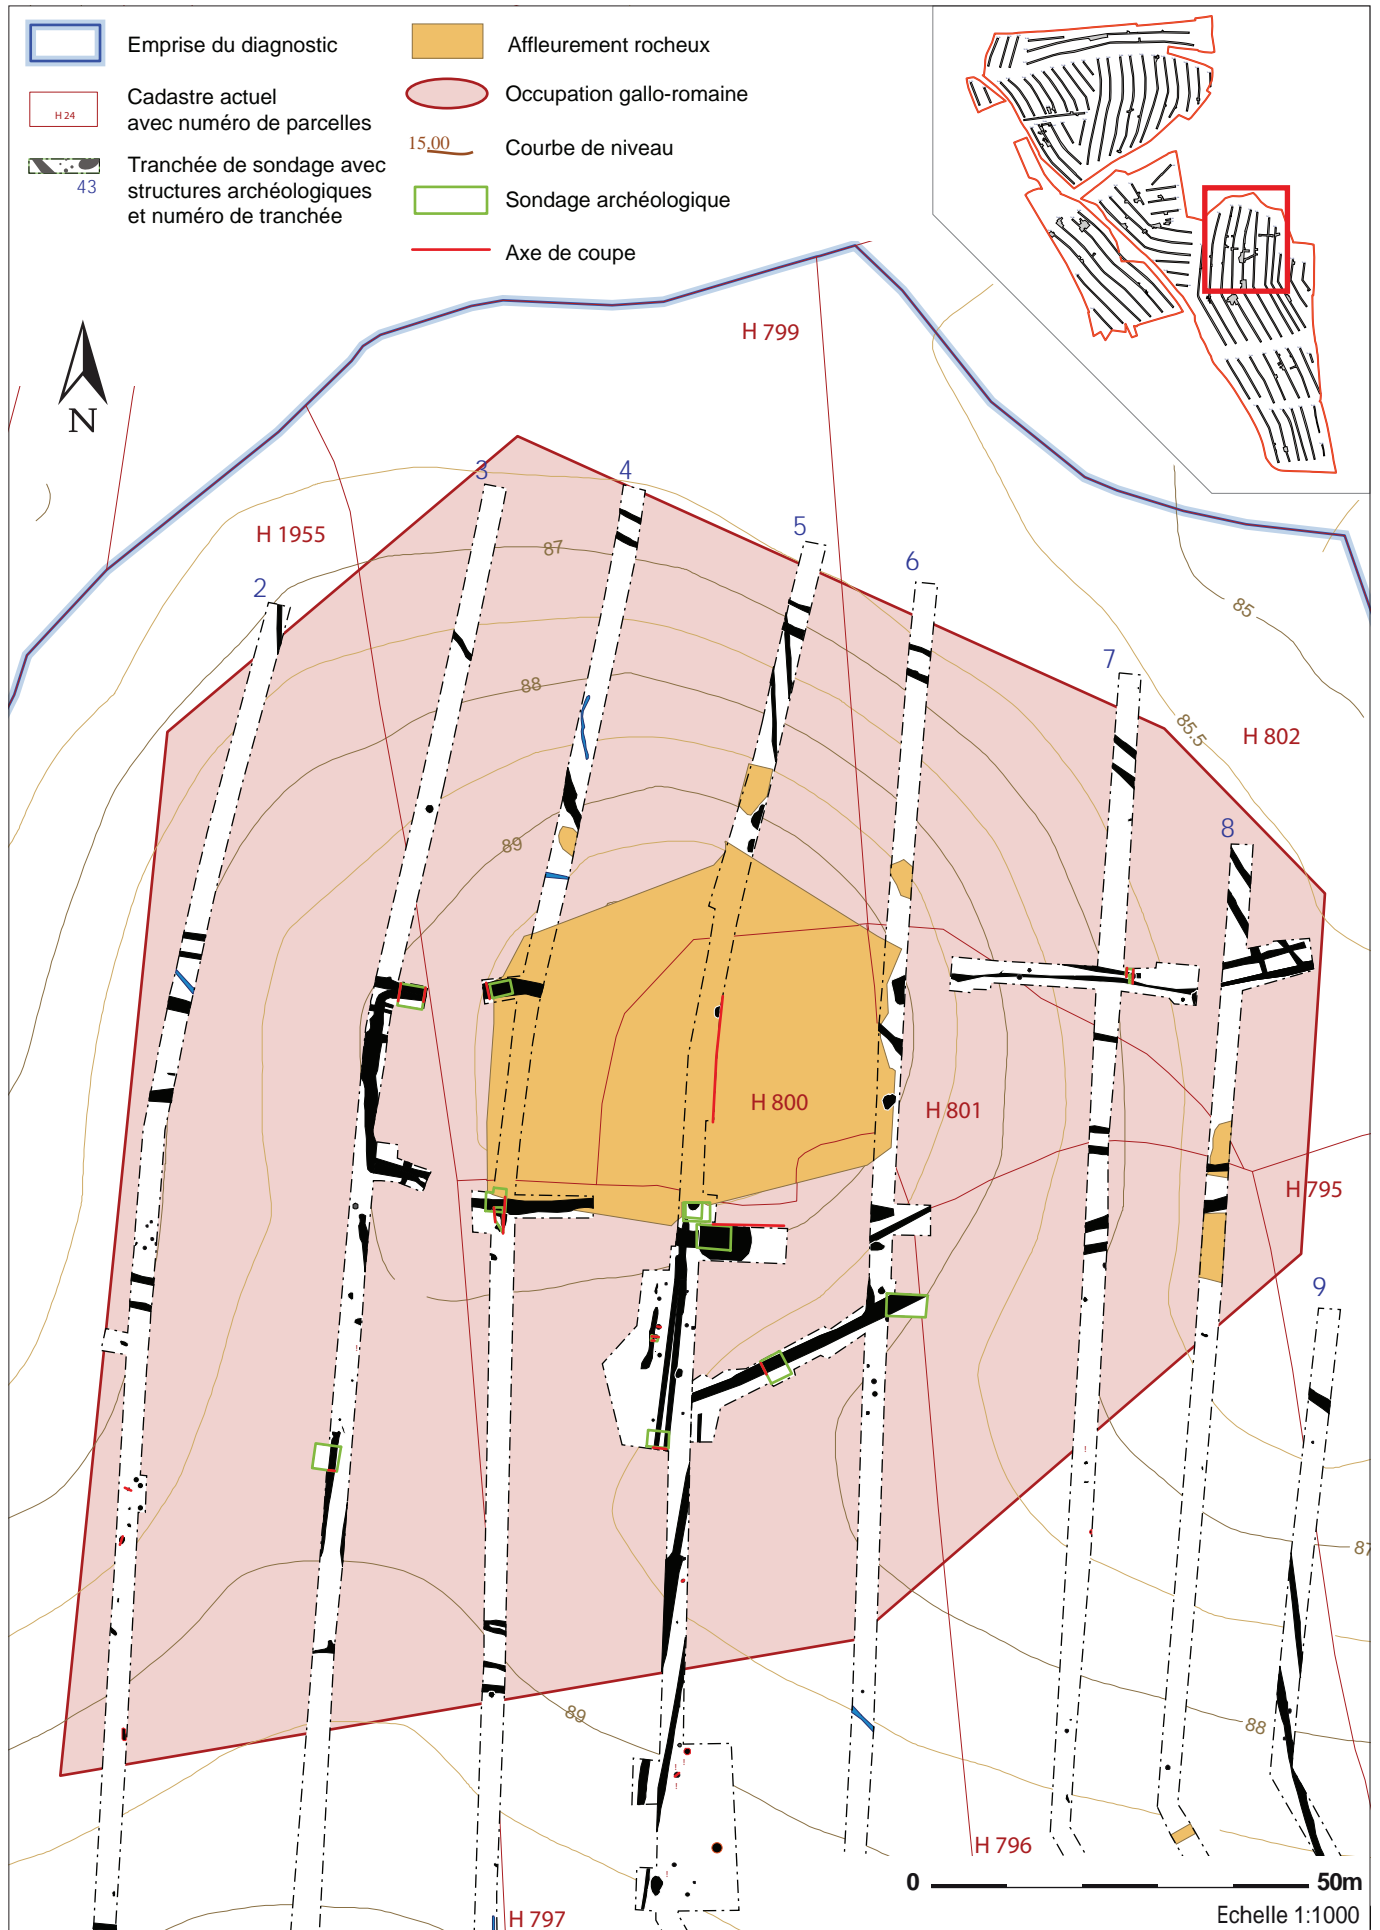 Emprise du diagnostic
Cadastre actuel
avec numéro de parcelles
H 24
Tranchée de sondage avec
structures archéologiques
et numéro de tranchée
43
Affleurement rocheux
Occupation gallo-romaine
15.00
Courbe de niveau
Sondage archéologique
Axe de coupe
N
H 799
H 1955
3
4
5
6
2
7
8
9
87
88
89
85
85.5
H 802
H 800
H 801
H 795
87
89
88
H 796
H 797
0
50m
Echelle 1:1000